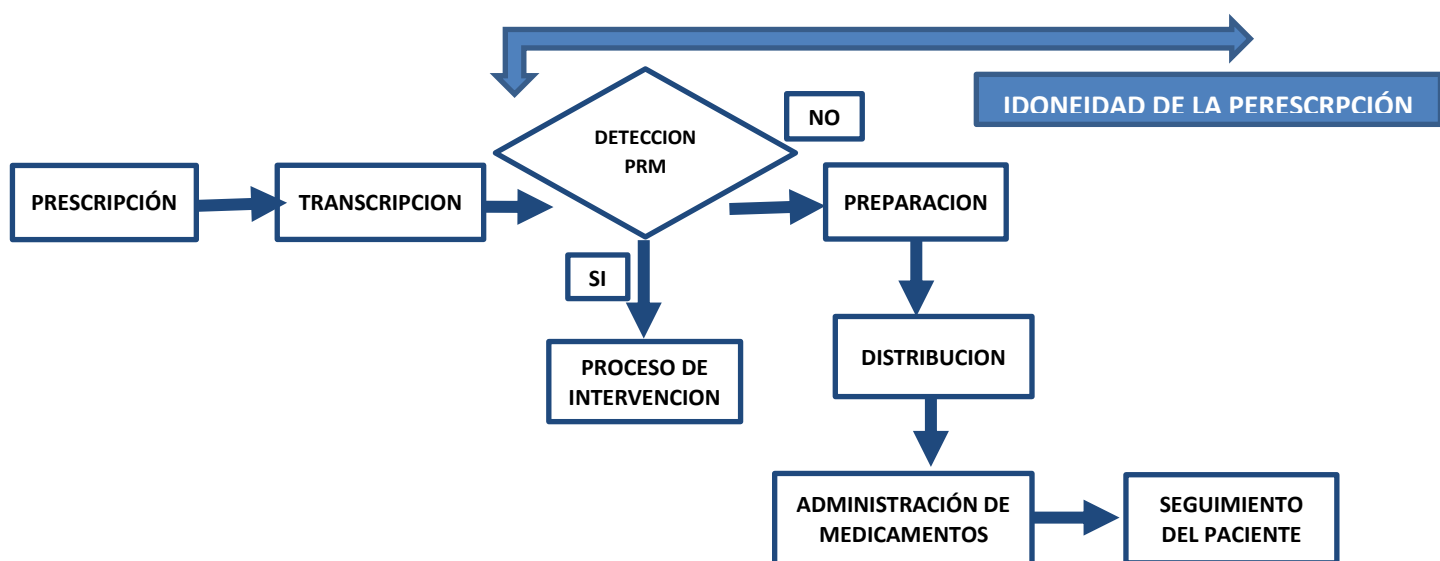 IDONEIDAD DE LA PERESCRPCIÓN
NO
DETECCION
PRM
PRESCRIPCIÓN
TRANSCRIPCION
PREPARACION
SI
PROCESO DE
INTERVENCION
DISTRIBUCION
ADMINISTRACIÓN DE
MEDICAMENTOS
SEGUIMIENTO
DEL PACIENTE